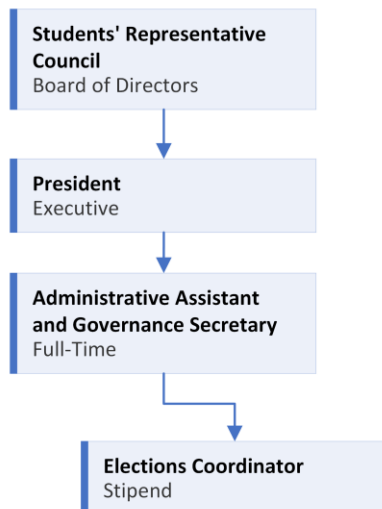 Students' Representative
Council
Board of Directors
President
Executive
Administrative Assistant
and Governance Secretary
Full-Time
Elections Coordinator
Stipend